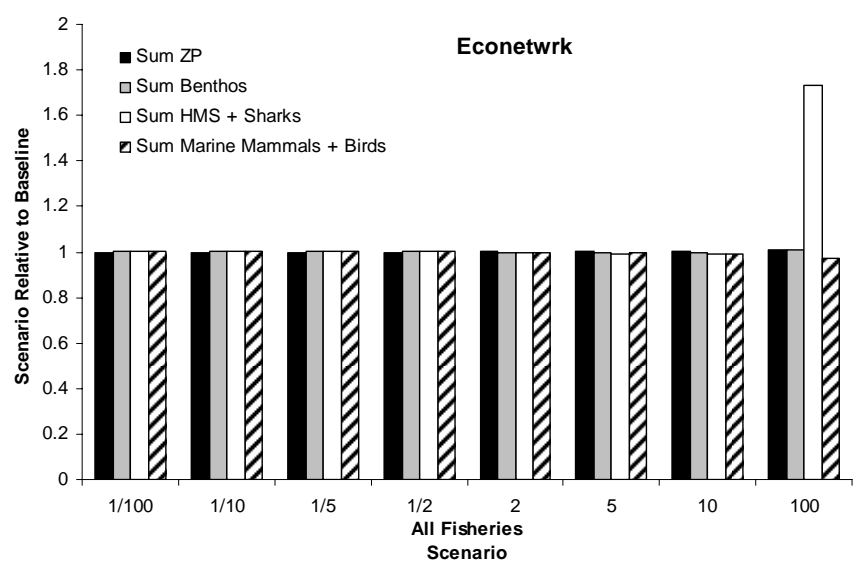 Econetwrk
Sum ZP
Sum Benthos
Sum HMS + Sharks
Sum Marine Mammals + Birds
Scenario Relative to Baseline
2
1.8
1.6
1.4
1.2
1
0.8
0.6
0.4
0.2
0
1/100 1/10 1/5 1/2 2 5 10 100
All Fisheries
Scenario